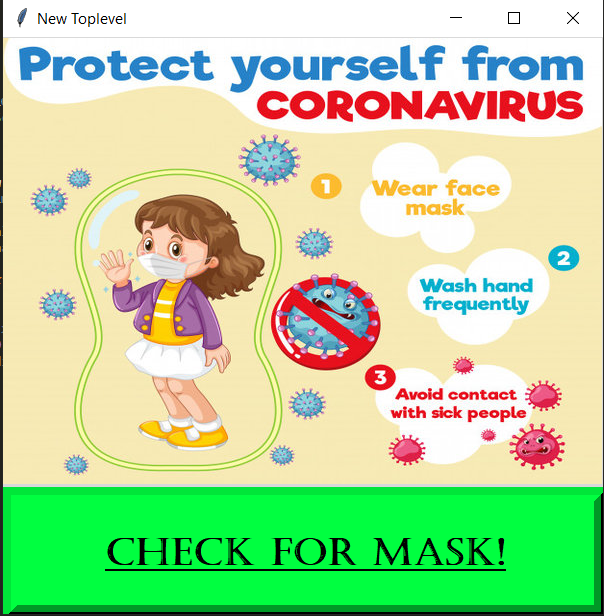 New Toplevel
Protect yourself from
CORONAVIRUS
1
Wear face
mask
2
Wash hand
frequently
3
Avoid contact
with sick people
CHECK FOR MASK!